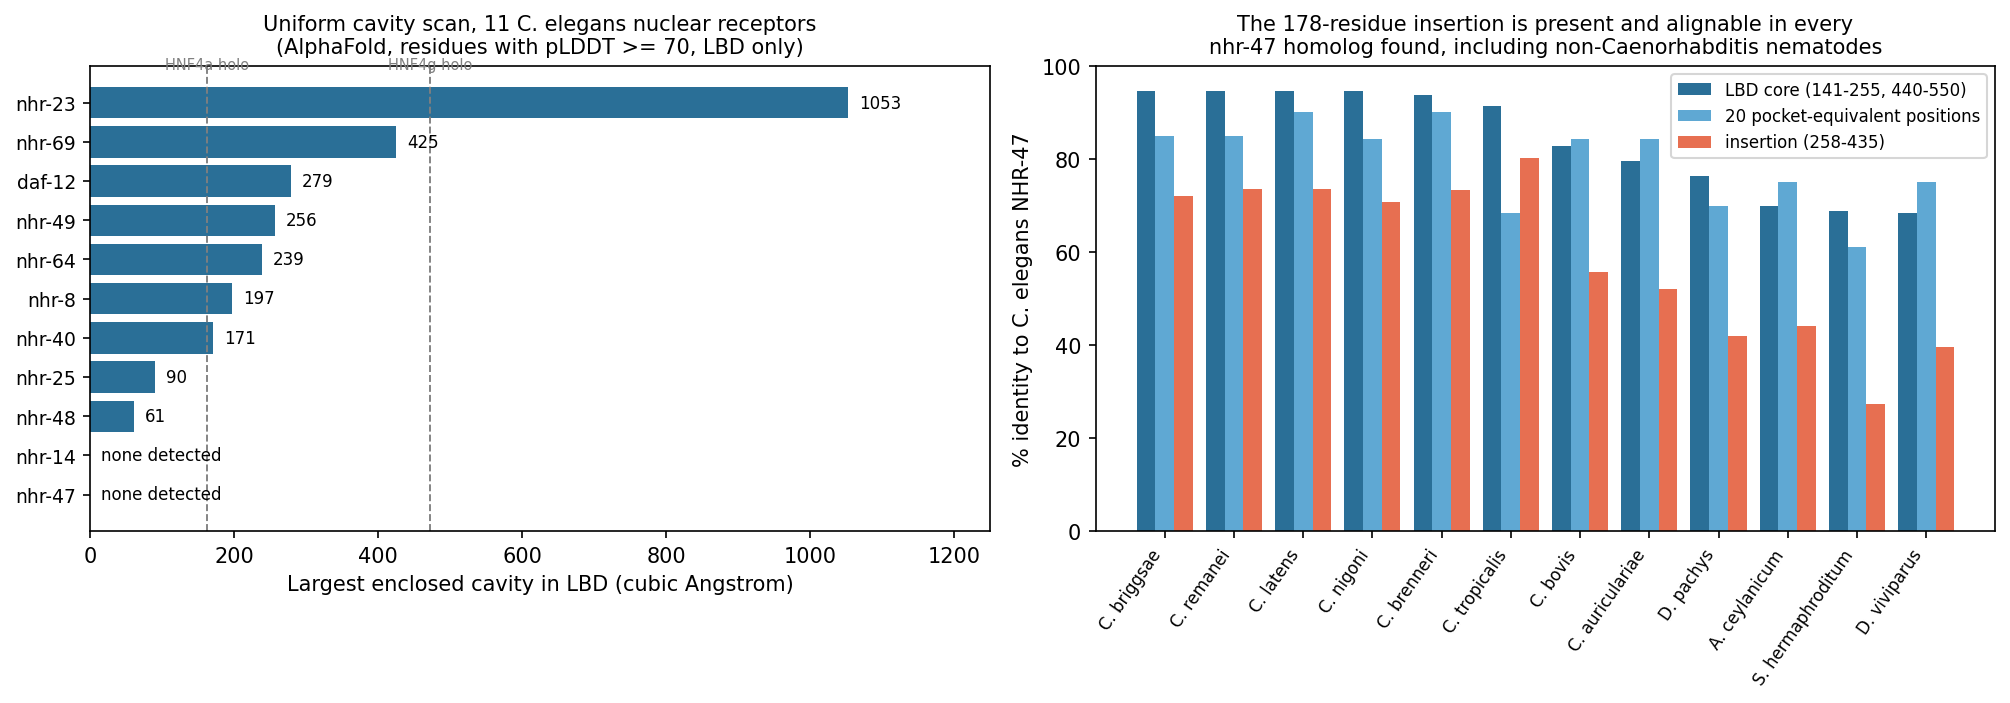 Uniform cavity scan, 11 C. elegans nuclear receptors
(AlphaFold, residues with pLDDT >= 70, LBD only)
HNF4a holo
HNF4g holo
nhr-23
1053
nhr-69
425
daf-12
279
nhr-49
256
nhr-64
239
nhr-8
197
nhr-40
171
nhr-25
90
nhr-48
61
nhr-14
none detected
nhr-47
none detected
0
200
400
600
800
1000
1200
Largest enclosed cavity in LBD (cubic Angstrom)
The 178-residue insertion is present and alignable in every
nhr-47 homolog found, including non-Caenorhabditis nematodes
LBD core (141-255, 440-550)
20 pocket-equivalent positions
insertion (258-435)
% identity to C. elegans NHR-47
100
80
60
40
20
0
C. briggsae
C. remanei
C. latens
C. nigoni
C. brenneri
C. tropicalis
C. bovis
C. auriculariae
D. pachys
A. ceylanicum
S. hermaphroditum
D. viviparus